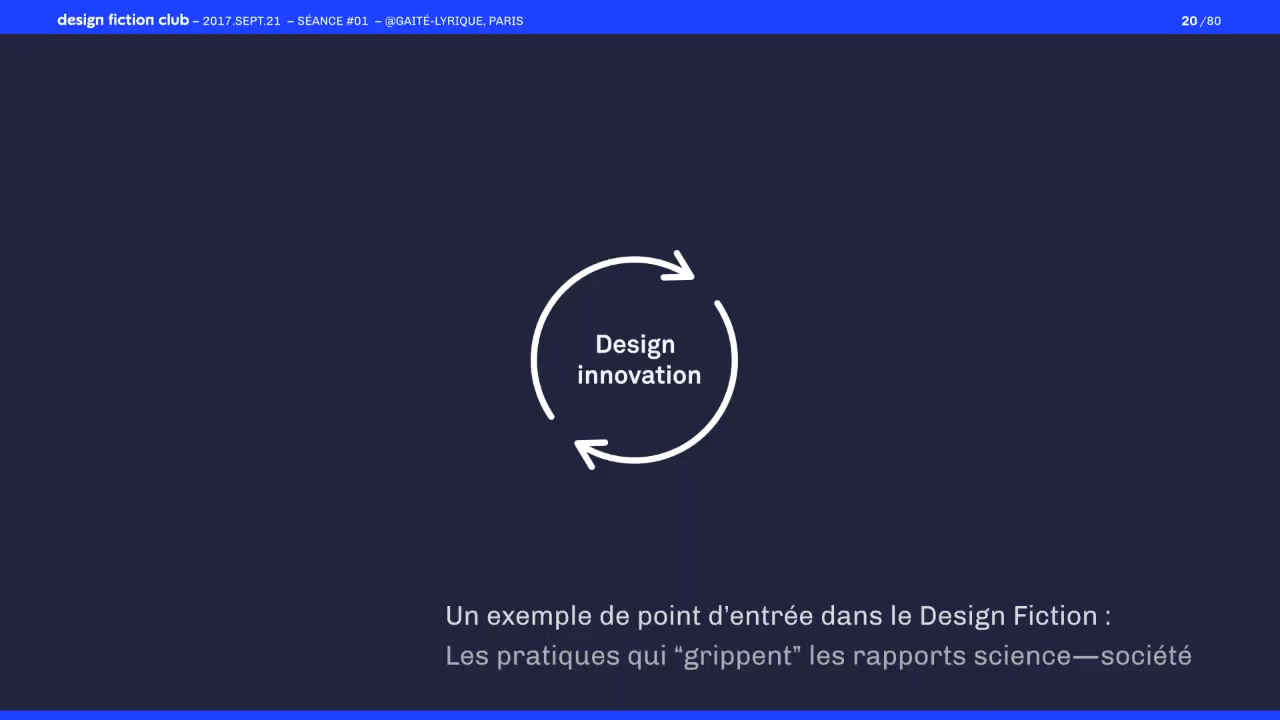 design fiction club – 2017.SEPT.21 – SÉANCE #01 – @GAITÉ-LYRIQUE, PARIS
20 /80
Design
innovation
Un exemple de point d’entrée dans le Design Fiction :
Les pratiques qui “grippent” les rapports science—société